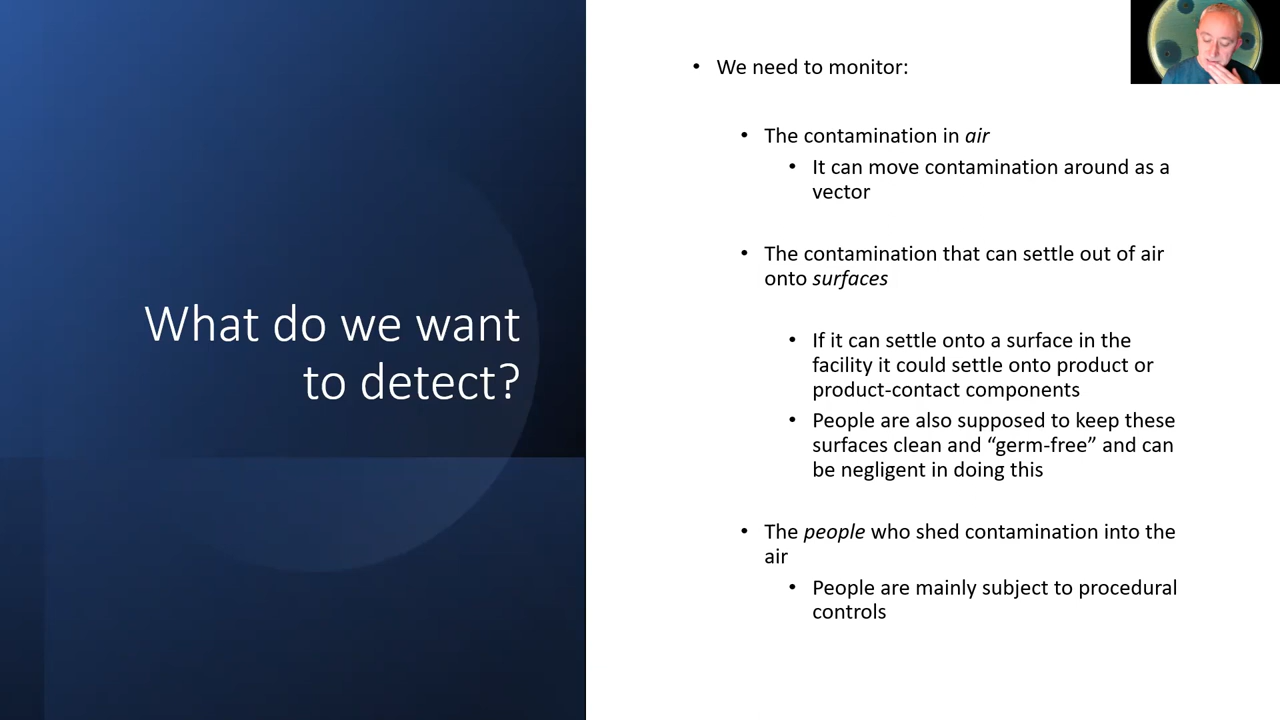 What do we want
to detect?
• We need to monitor:
• The contamination in air
• It can move contamination around as a
vector
• The contamination that can settle out of air
onto surfaces
• If it can settle onto a surface in the
facility it could settle onto product or
product-contact components
• People are also supposed to keep these
surfaces clean and “germ-free” and can
be negligent in doing this
• The people who shed contamination into the
air
• People are mainly subject to procedural
controls